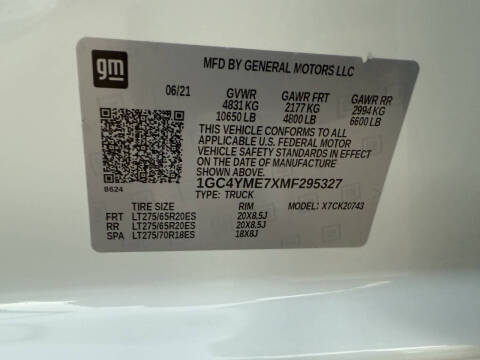 gm
MFD BY GENERAL MOTORS LLC
06/21 GVWR GAWR FRT GAWR RR
4831 KG 2177 KG 2994 KG
10650 LB 4800 LB 6600 LB
THIS VEHICLE CONFORMS TO ALL
APPLICABLE U.S. FEDERAL MOTOR
VEHICLE SAFETY STANDARDS IN EFFECT
ON THE DATE OF MANUFACTURE
SHOWN ABOVE.
1GC4YME7XMF295327
8624
TYPE: TRUCK MODEL: X7CK20743
TIRE SIZE RIM
FRT LT275/65R20ES 20X8.5J
RR LT275/65R20ES 20X8.5J
SPA LT275/70R18ES 18X8J